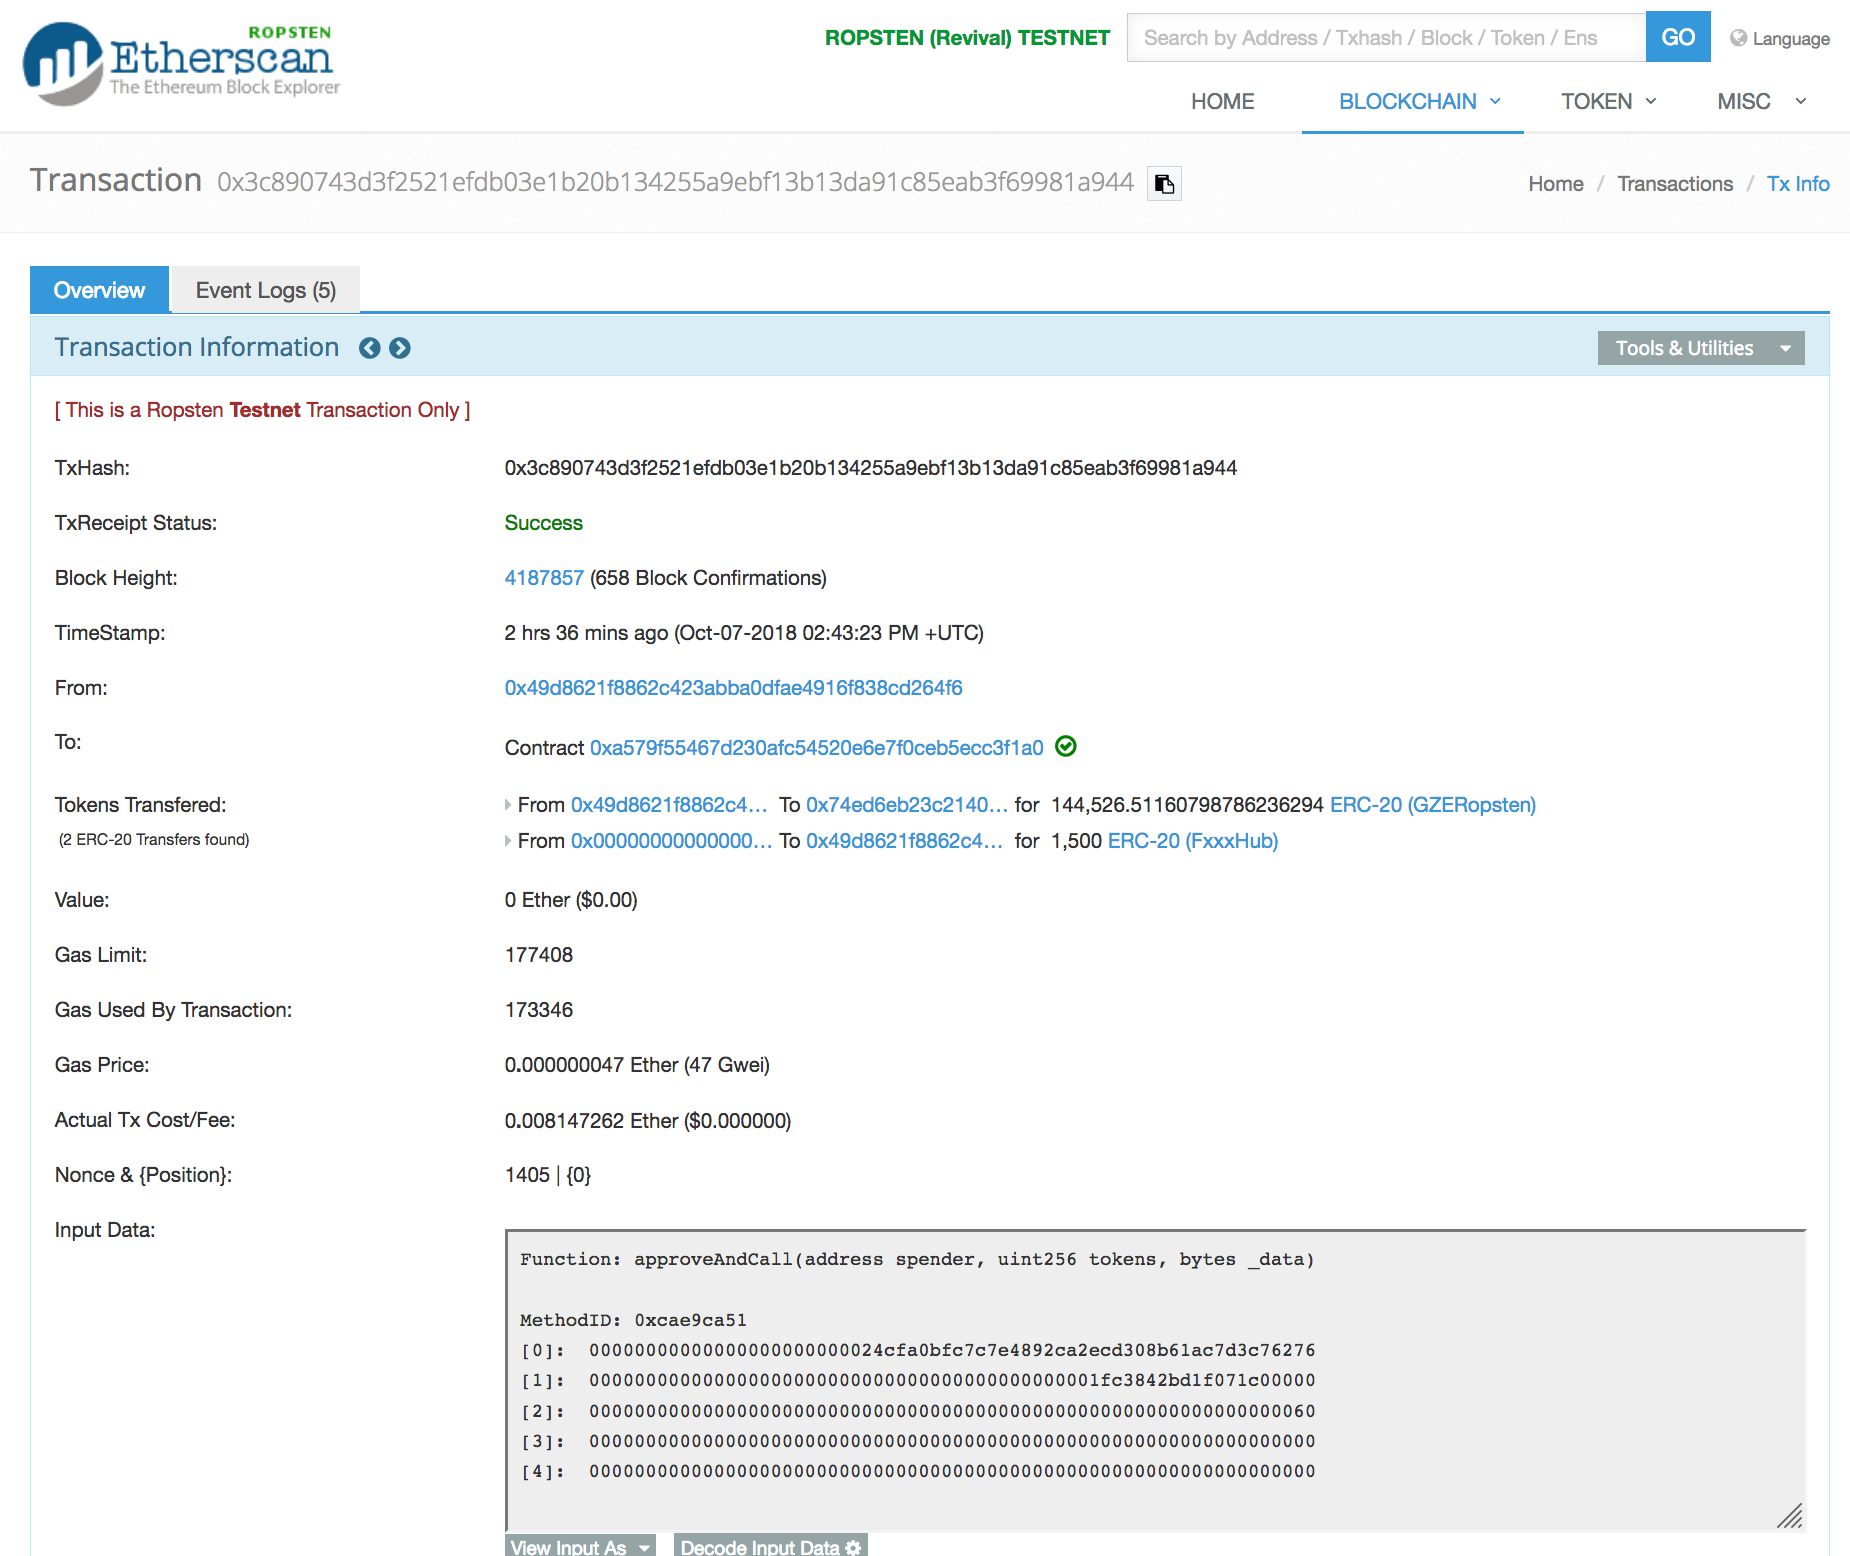 ROPSTEN
Etherscan
The Ethereum Block Explorer
ROPSTEN (Revival) TESTNET
Search by Address / Txhash / Block / Token / Ens
GO
Language
HOME
BLOCKCHAIN
TOKEN
MISC
Transaction 0x3c890743d3f2521efdb03e1b20b134255a9ebf13b13da91c85eab3f69981a944
Home / Transactions / Tx Info
Overview
Event Logs (5)
Transaction Information
Tools & Utilities
[ This is a Ropsten Testnet Transaction Only ]
TxHash: 0x3c890743d3f2521efdb03e1b20b134255a9ebf13b13da91c85eab3f69981a944
TxReceipt Status: Success
Block Height: 4187857 (658 Block Confirmations)
TimeStamp: 2 hrs 36 mins ago (Oct-07-2018 02:43:23 PM +UTC)
From: 0x49d8621f8862c423abba0dfae4916f838cd264f6
To: Contract 0xa579f55467d230afc54520e6e7f0ceb5ecc3f1a0
Tokens Transfered: From 0x49d8621f8862c4... To 0x74ed6eb23c2140... for 144,526.51160798786236294 ERC-20 (GZERopsten)
(2 ERC-20 Transfers found) From 0x00000000000000... To 0x49d8621f8862c4... for 1,500 ERC-20 (FxxxHub)
Value: 0 Ether ($0.00)
Gas Limit: 177408
Gas Used By Transaction: 173346
Gas Price: 0.000000047 Ether (47 Gwei)
Actual Tx Cost/Fee: 0.008147262 Ether ($0.000000)
Nonce & {Position}: 1405 | {0}
Input Data:
Function: approveAndCall(address spender, uint256 tokens, bytes _data)
MethodID: 0xcae9ca51
[0]: 00000000000000000000000024cfa0bfc7c7e4892ca2ecd308b61ac7d3c76276
[1]: 000000000000000000000000000000000000000000001fc3842bd1f071c00000
[2]: 0000000000000000000000000000000000000000000000000000000000000060
[3]: 0000000000000000000000000000000000000000000000000000000000000000
[4]: 0000000000000000000000000000000000000000000000000000000000000000
View Input As
Decode Input Data